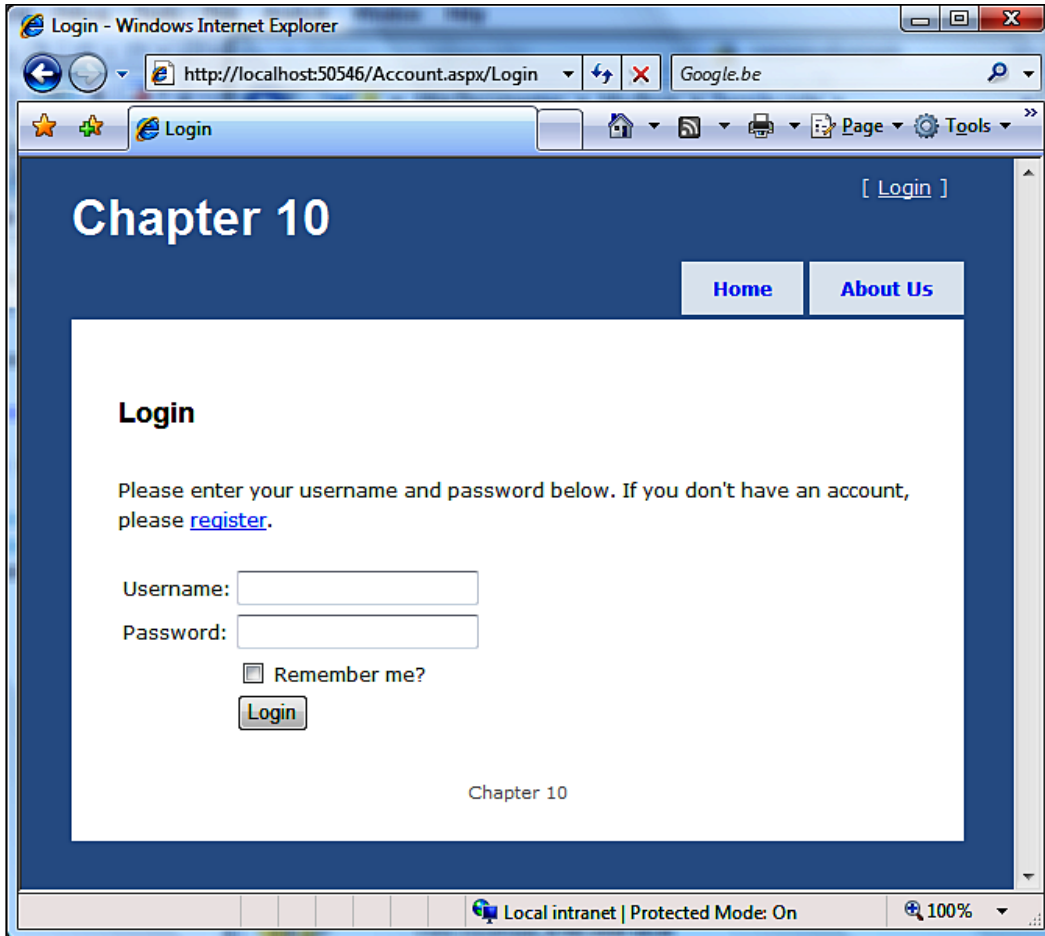 Login - Windows Internet Explorer
http://localhost:50546/Account.aspx/Login
Google.be
Login
Page
Tools
»
[ Login ]
Chapter 10
Home
About Us
Login
Please enter your username and password below. If you don't have an account,
please register.
Username:
Password:
Remember me?
Login
Chapter 10
Local intranet | Protected Mode: On
100%